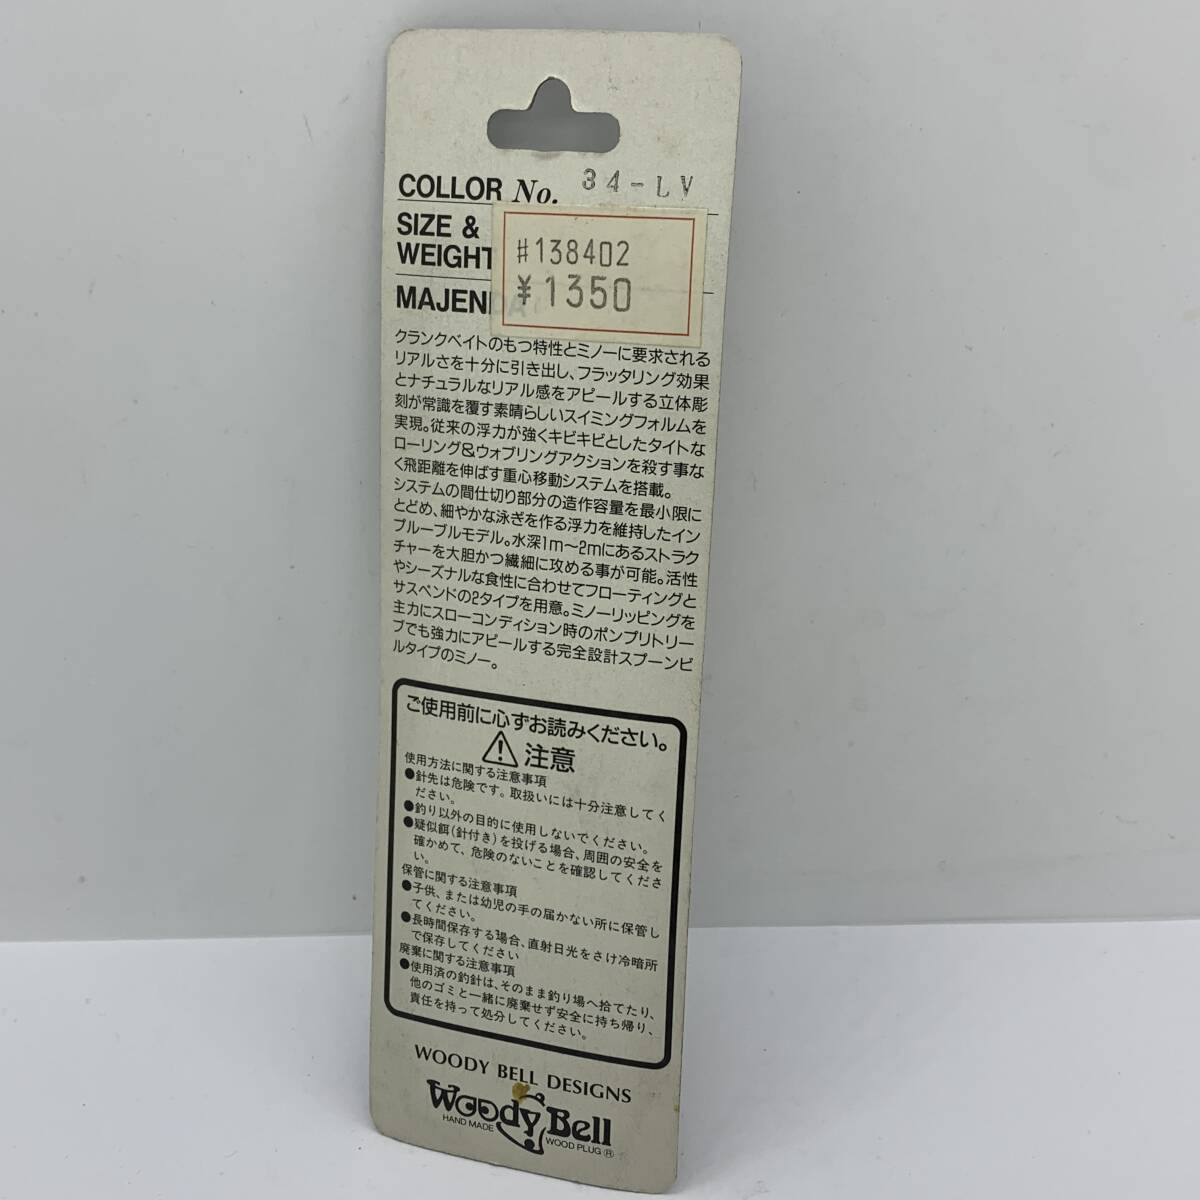 COLLOR No. 34-LV
SIZE &
WEIGHT
#138402
¥1350
MAJENDA
クランクベイトのもつ特性とミノーに要求される
リアルさを十分に引き出し、フラッタリング効果
とナチュラルなリアル感をアピールする立体彫
刻が常識を覆す素晴らしいスイミングフォルムを
実現。従来の浮力が強くキビキビとしたタイトな
ローリング&ウォブリングアクションを殺す事な
く飛距離を伸ばす重心移動システムを搭載。
システムの間仕切り部分の造作容量を最小限に
とどめ、細やかな泳ぎを作る浮力を維持したイン
プルーブルモデル。水深1m〜2mにあるストラク
チャーを大胆かつ繊細に攻める事が可能。活性
やシーズナルな食性に合わせてフローティングと
サスペンドの2タイプを用意。ミノーリッピングを
主力にスローコンディション時のポンプリトリー
ブでも強力にアピールする完全設計スプーンビ
ルタイプのミノー。
ご使用前に必ずお読みください。
注意
使用方法に関する注意事項
●針先は危険です。取扱いには十分注意してく
ださい。
●釣り以外の目的に使用しないでください。
●疑似餌(針付き)を投げる場合、周囲の安全を
確かめて、危険のないことを確認してくださ
い。
保管に関する注意事項
●子供、または幼児の手の届かない所に保管し
てください。
●長時間保存する場合、直射日光をさけ冷暗所
で保存してください
廃棄に関する注意事項
●使用済の釣針は、そのまま釣り場へ捨てたり、
他のゴミと一緒に廃棄せず安全に持ち帰り、
責任を持って処分してください。
WOODY BELL DESIGNS
Woody Bell
HAND MADE WOOD PLUG ®